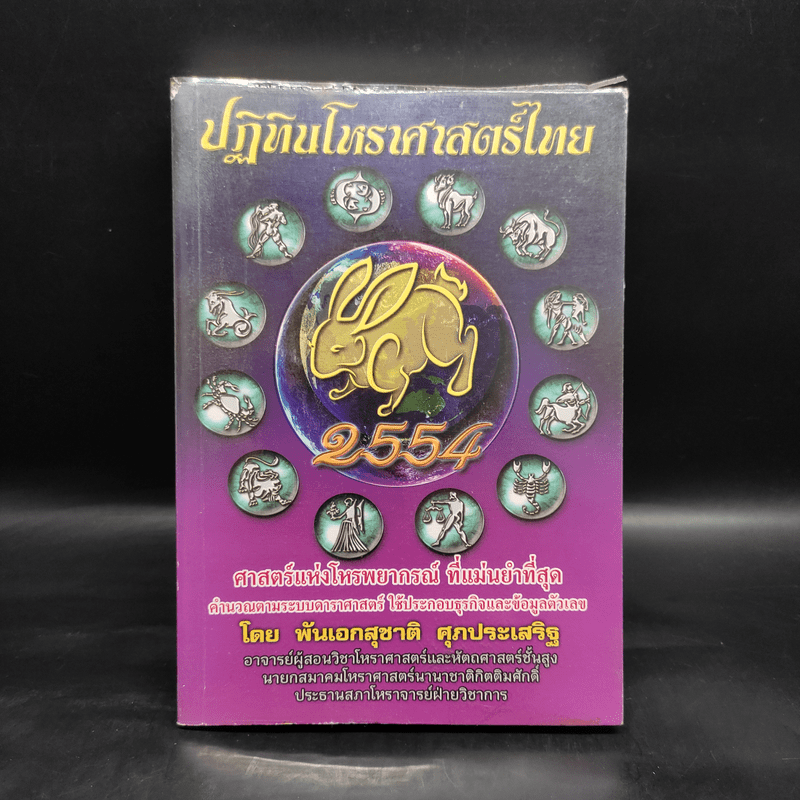 ปฏิทินโหราศาสตร์ไทย
2554
ศาสตร์แห่งโหรพยากรณ์ ที่แม่นยำที่สุด
คำนวณตามระบบดาราศาสตร์ ใช้ประกอบธุรกิจและข้อมูลตัวเลข
โดย พันเอกสุชาติ ศุภประเสริฐ
อาจารย์ผู้สอนวิชาโหราศาสตร์และหัตถศาสตร์ชั้นสูง
นายกสมาคมโหราศาสตร์นานาชาติกิตติมศักดิ์
ประธานสภาโหราจารย์ฝ่ายวิชาการ